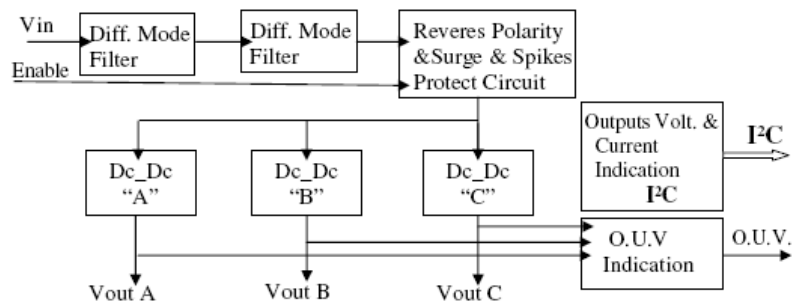 Vin
Diff. Mode
Filter
Diff. Mode
Filter
Reveres Polarity
&Surge & Spikes
Protect Circuit
Enable
Outputs Volt. &
Current
Indication
I²C
I²C
Dc_Dc
“A”
Dc_Dc
“B”
Dc_Dc
“C”
O.U.V
Indication
O.U.V.
Vout A
Vout B
Vout C